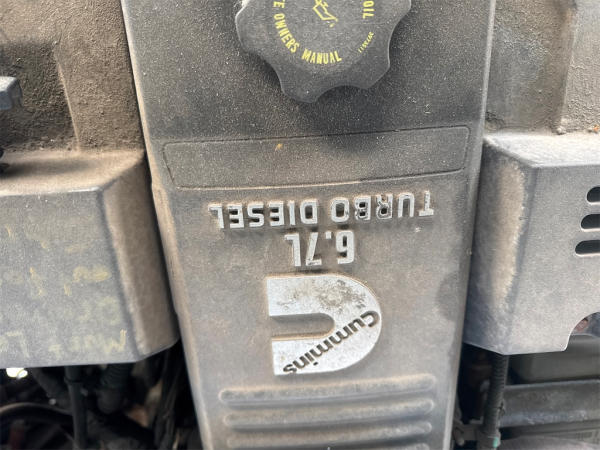 Cummins
6.7L
TURBO DIESEL
OWNERS MANUAL
OIL